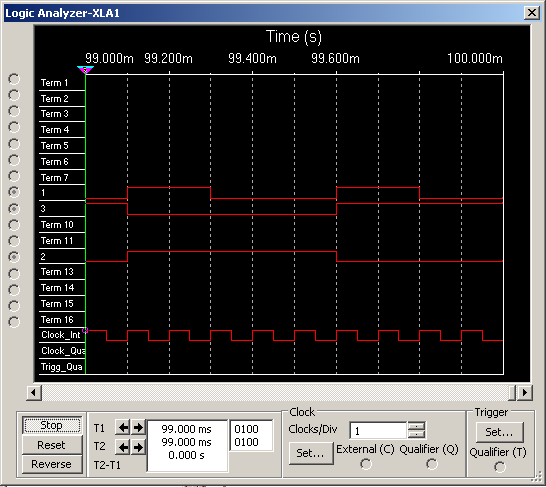 Logic Analyzer-XLA1
Time (s)
99.000m 99.200m 99.400m 99.600m 100.000m
Term 1
Term 2
Term 3
Term 4
Term 5
Term 6
Term 7
1
3
Term 10
Term 11
2
Term 13
Term 14
Term 15
Term 16
Clock_Int
Clock_Qua
Trigg_Qua
Stop
Reset
Reverse
T1
T2
T2-T1
99.000 ms
99.000 ms
0.000 s
0100
0100
Clock
Clocks/Div 1
Set... External (C) Qualifier (Q)
Trigger
Set...
Qualifier (T)